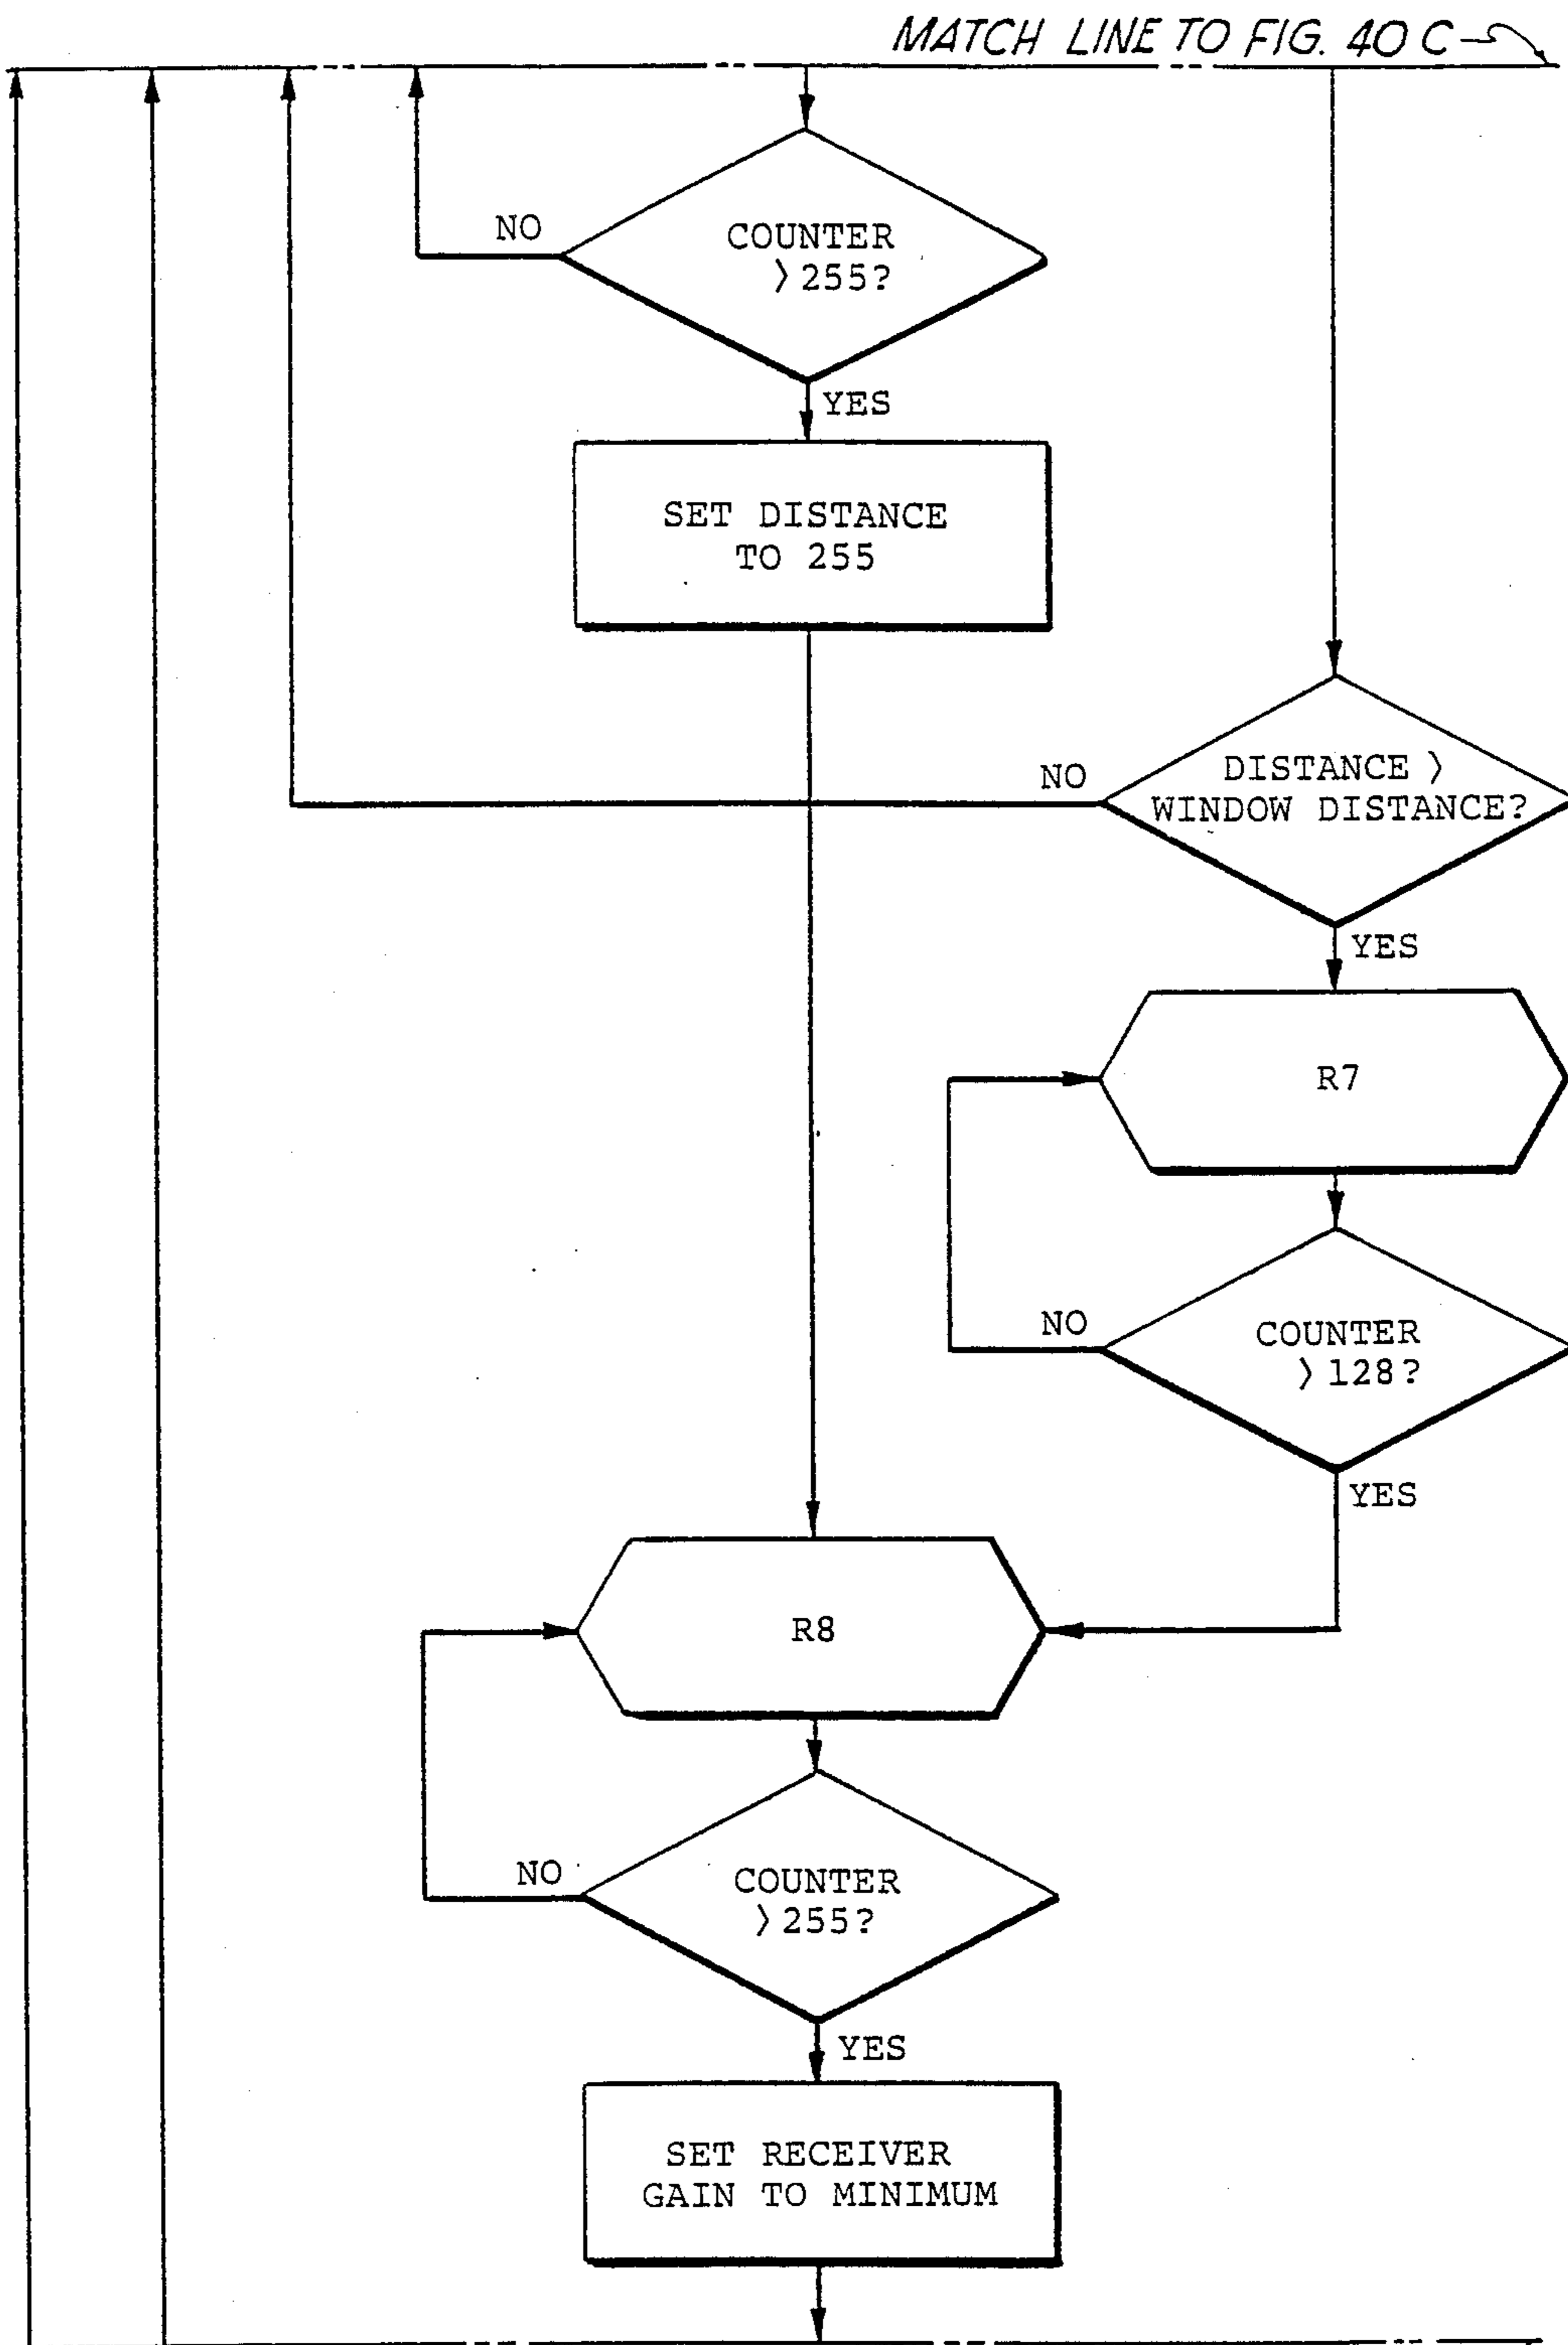 MATCH LINE TO FIG. 40 C
NO
COUNTER
> 255?
YES
SET DISTANCE
TO 255
NO
DISTANCE >
WINDOW DISTANCE?
YES
R7
NO
COUNTER
> 128?
YES
R8
NO
COUNTER
> 255?
YES
SET RECEIVER
GAIN TO MINIMUM